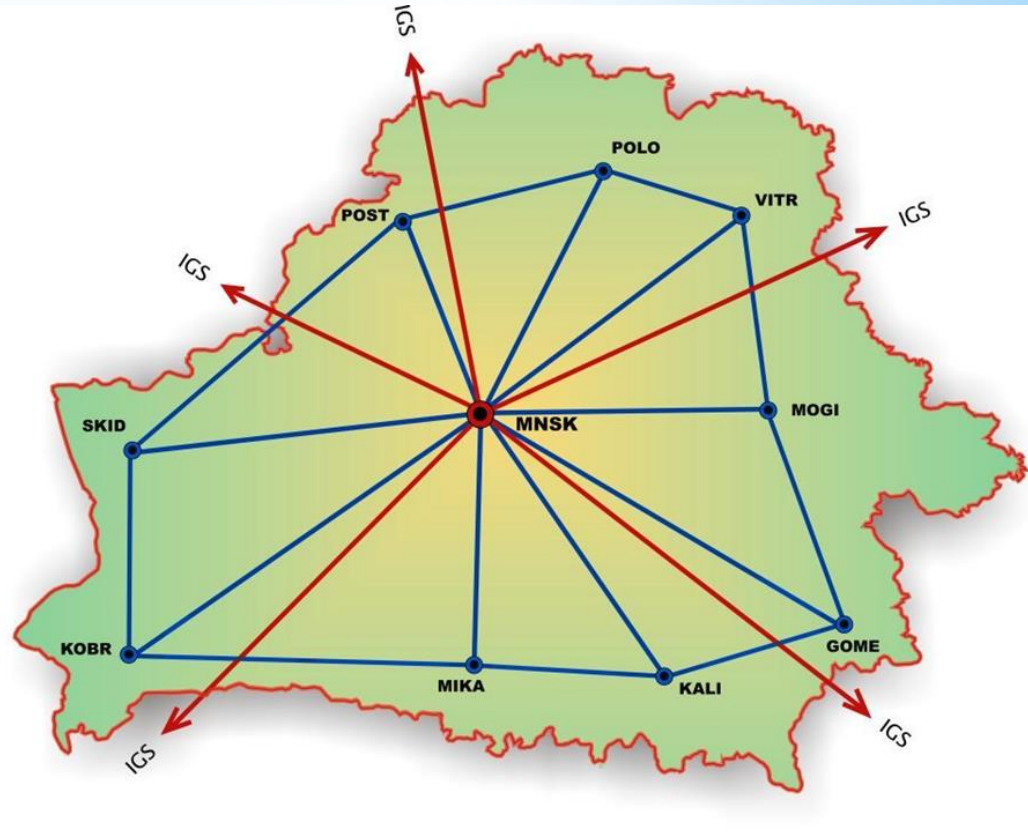 IGS
POLO
VITR
POST
IGS
IGS
MOGI
SKID
MNSK
KOBR
GOME
MIKA
KALI
IGS
IGS